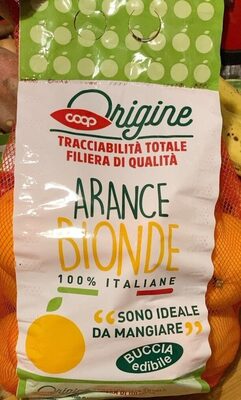 coop
Origine
TRACCIABILITÀ TOTALE
FILIERA DI QUALITÀ
ARANCE
BIONDE
100% ITALIANE
“SONO IDEALE
DA MANGIARE”
BUCCIA
edibile